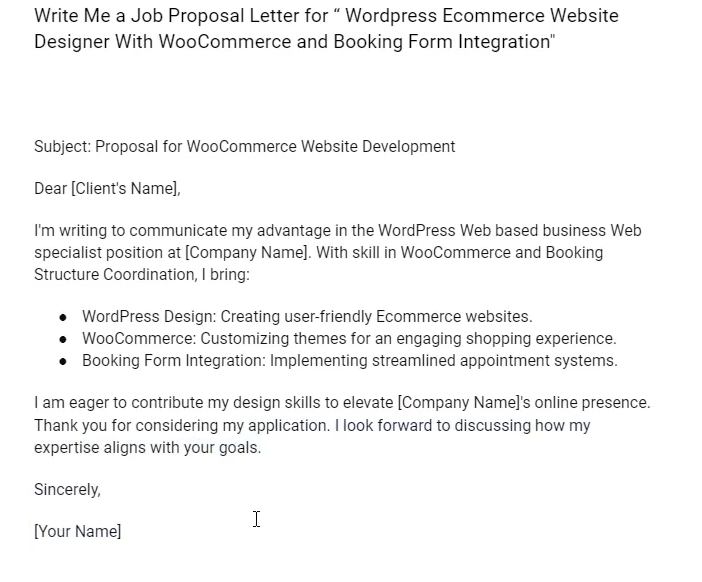 Write Me a Job Proposal Letter for “ Wordpress Ecommerce Website
Designer With WooCommerce and Booking Form Integration"
Subject: Proposal for WooCommerce Website Development
Dear [Client's Name],
I'm writing to communicate my advantage in the WordPress Web based business Web
specialist position at [Company Name]. With skill in WooCommerce and Booking
Structure Coordination, I bring:
● WordPress Design: Creating user-friendly Ecommerce websites.
● WooCommerce: Customizing themes for an engaging shopping experience.
● Booking Form Integration: Implementing streamlined appointment systems.
I am eager to contribute my design skills to elevate [Company Name]'s online presence.
Thank you for considering my application. I look forward to discussing how my
expertise aligns with your goals.
Sincerely,
[Your Name]